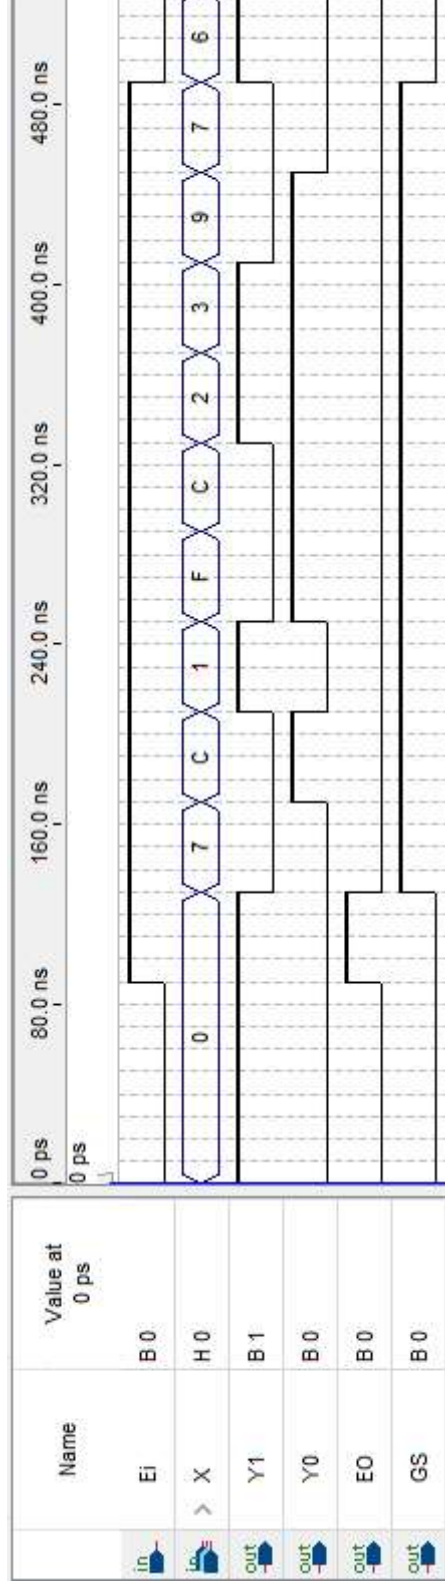 Name Value at 0 ps 0 ps 80.0 ns 160.0 ns 240.0 ns 320.0 ns 400.0 ns 480.0 ns
0 ps
in Ei B 0
in > X H 0 0 7 C 1 F C 2 3 9 7 6
out Y1 B 1
out Y0 B 0
out EO B 0
out GS B 0